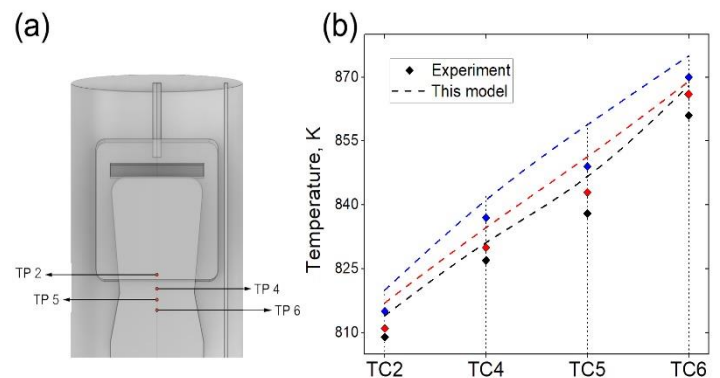 (a)
TP 2
TP 4
TP 5
TP 6
(b)
Experiment
This model
Temperature, K
870
855
840
825
810
TC2 TC4 TC5 TC6